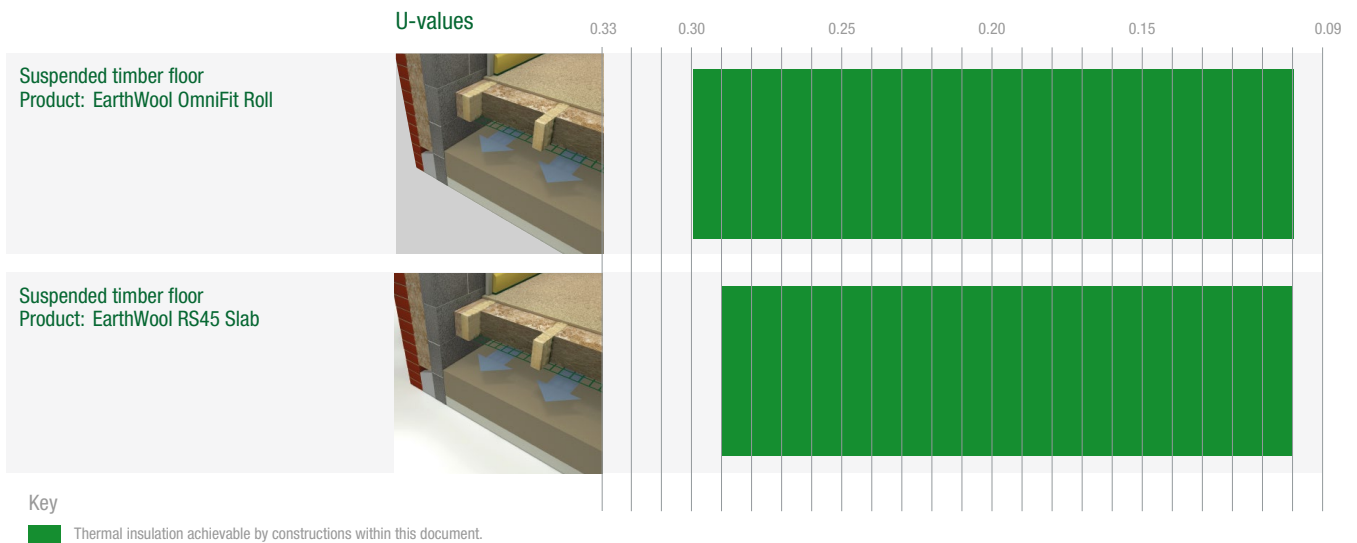 U-values
0.33 0.30 0.25 0.20 0.15 0.09
Suspended timber floor
Product: EarthWool OmniFit Roll
Suspended timber floor
Product: EarthWool RS45 Slab
Key
Thermal insulation achievable by constructions within this document.